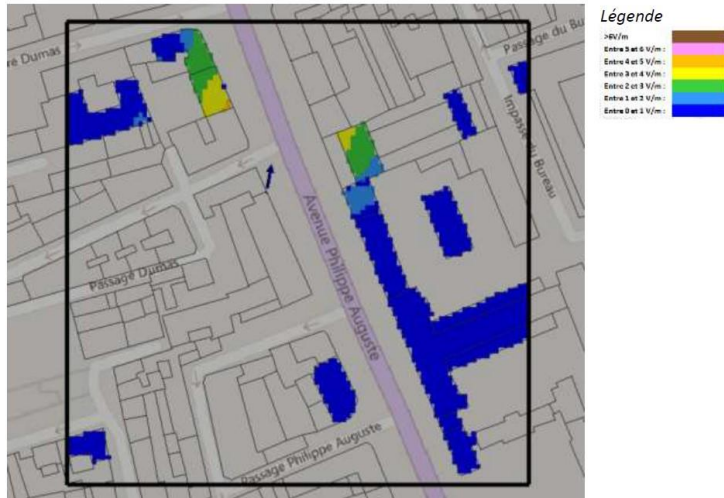 Légende
>6V/m
Entre 5 et 6 V/m :
Entre 4 et 5 V/m :
Entre 3 et 4 V/m :
Entre 2 et 3 V/m :
Entre 1 et 2 V/m :
Entre 0 et 1 V/m :
Dumas
Passage du Bu
Impasse du Bureau
Avenue Philippe Auguste
Passage Dumas
Passage Philippe Auguste